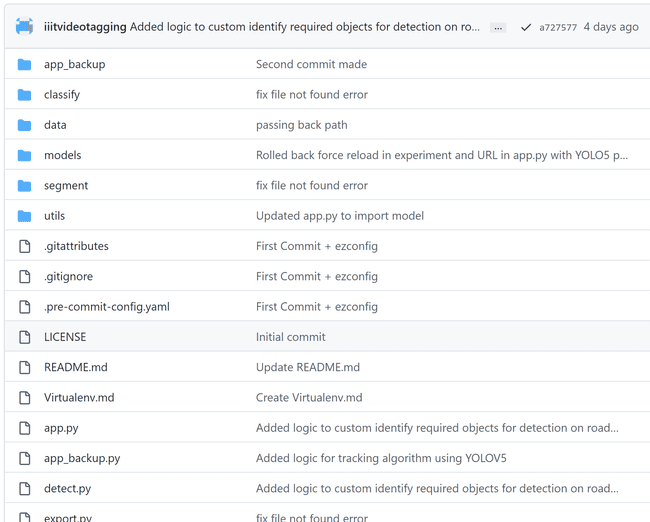 iiitvideotagging Added logic to custom identify required objects for detection on ro... ... a727577 4 days ago
app_backup Second commit made
classify fix file not found error
data passing back path
models Rolled back force reload in experiment and URL in app.py with YOLO5 p...
segment fix file not found error
utils Updated app.py to import model
.gitattributes First Commit + ezconfig
.gitignore First Commit + ezconfig
.pre-commit-config.yaml First Commit + ezconfig
LICENSE Initial commit
README.md Update README.md
Virtualenv.md Create Virtualenv.md
app.py Added logic to custom identify required objects for detection on road...
app_backup.py Added logic for tracking algorithm using YOLOV5
detect.py Added logic to custom identify required objects for detection on road...
export.py fix file not found error